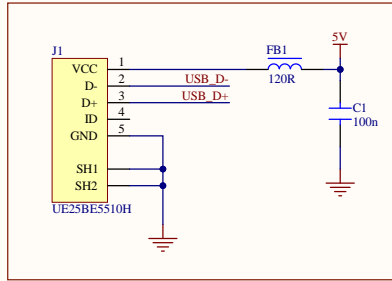 J1
VCC 1
D- 2
D+ 3
ID 4
GND 5
SH1
SH2
UE25BE5510H
USB_D-
USB_D+
FB1
120R
5V
C1
100n